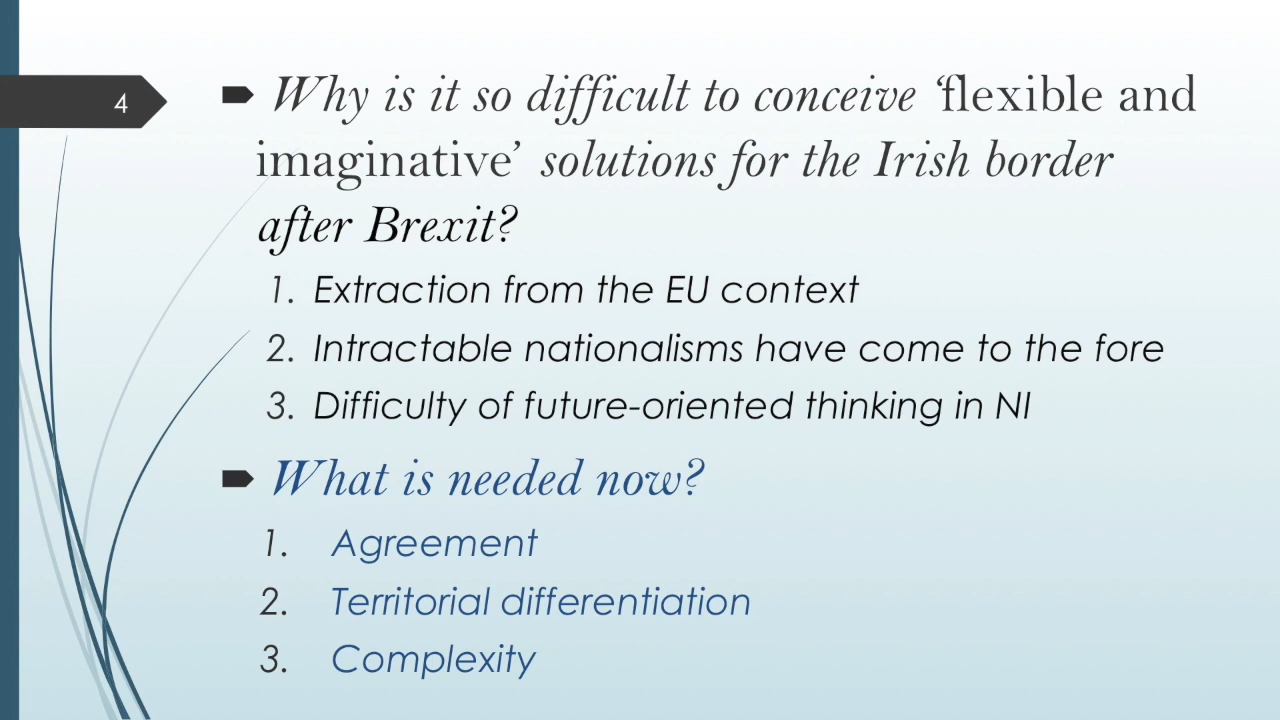 4
Why is it so difficult to conceive ‘flexible and
imaginative’ solutions for the Irish border
after Brexit?
1. Extraction from the EU context
2. Intractable nationalisms have come to the fore
3. Difficulty of future-oriented thinking in NI
What is needed now?
1. Agreement
2. Territorial differentiation
3. Complexity